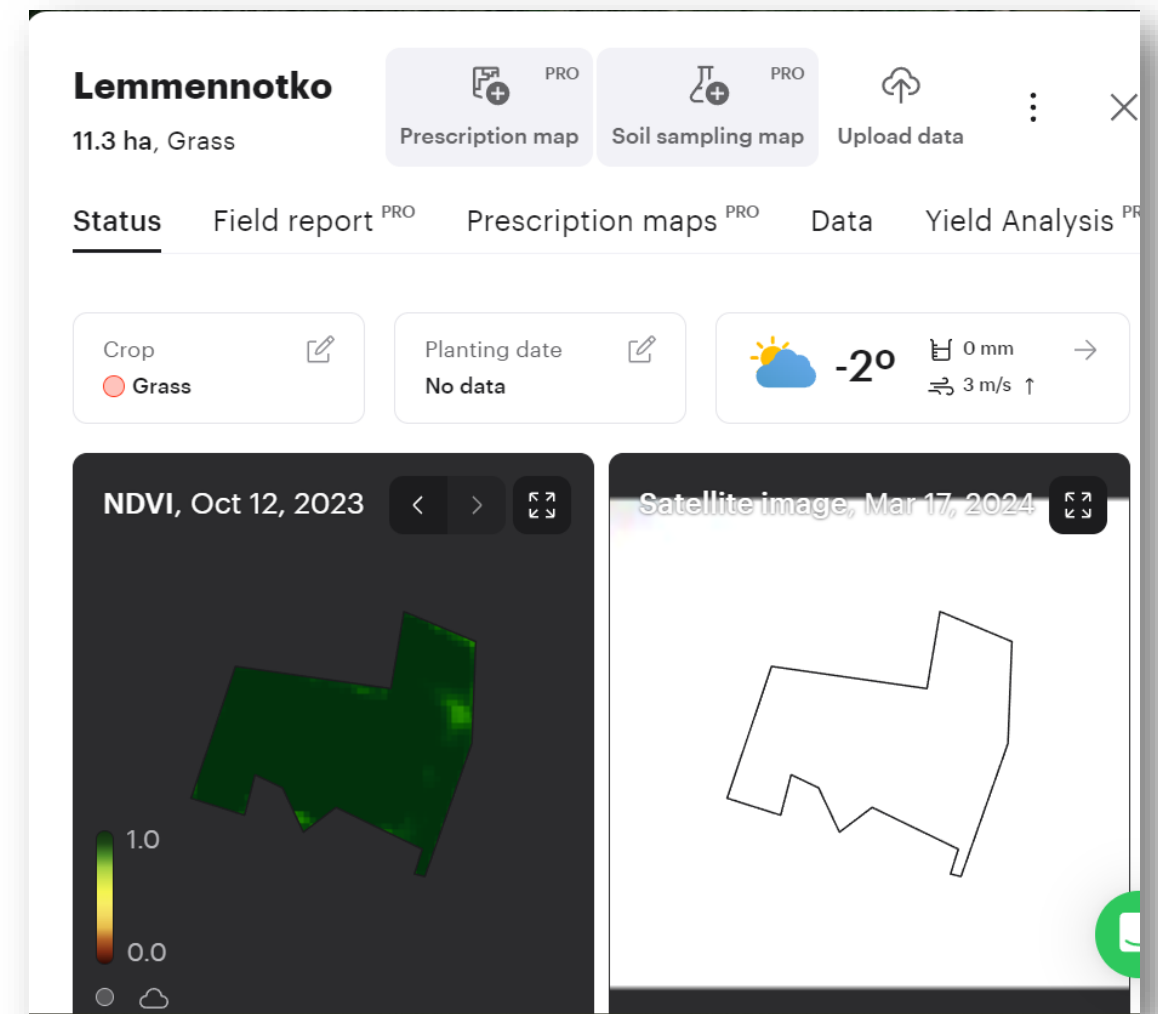 Lemmennotko
11.3 ha, Grass
PRO
Prescription map
PRO
Soil sampling map
Upload data
Status
Field report PRO
Prescription maps PRO
Data
Yield Analysis
Crop
Grass
Planting date
No data
-2º
0 mm
3 m/s ↑
NDVI, Oct 12, 2023
Satellite image, Mar 17, 2024
1.0
0.0